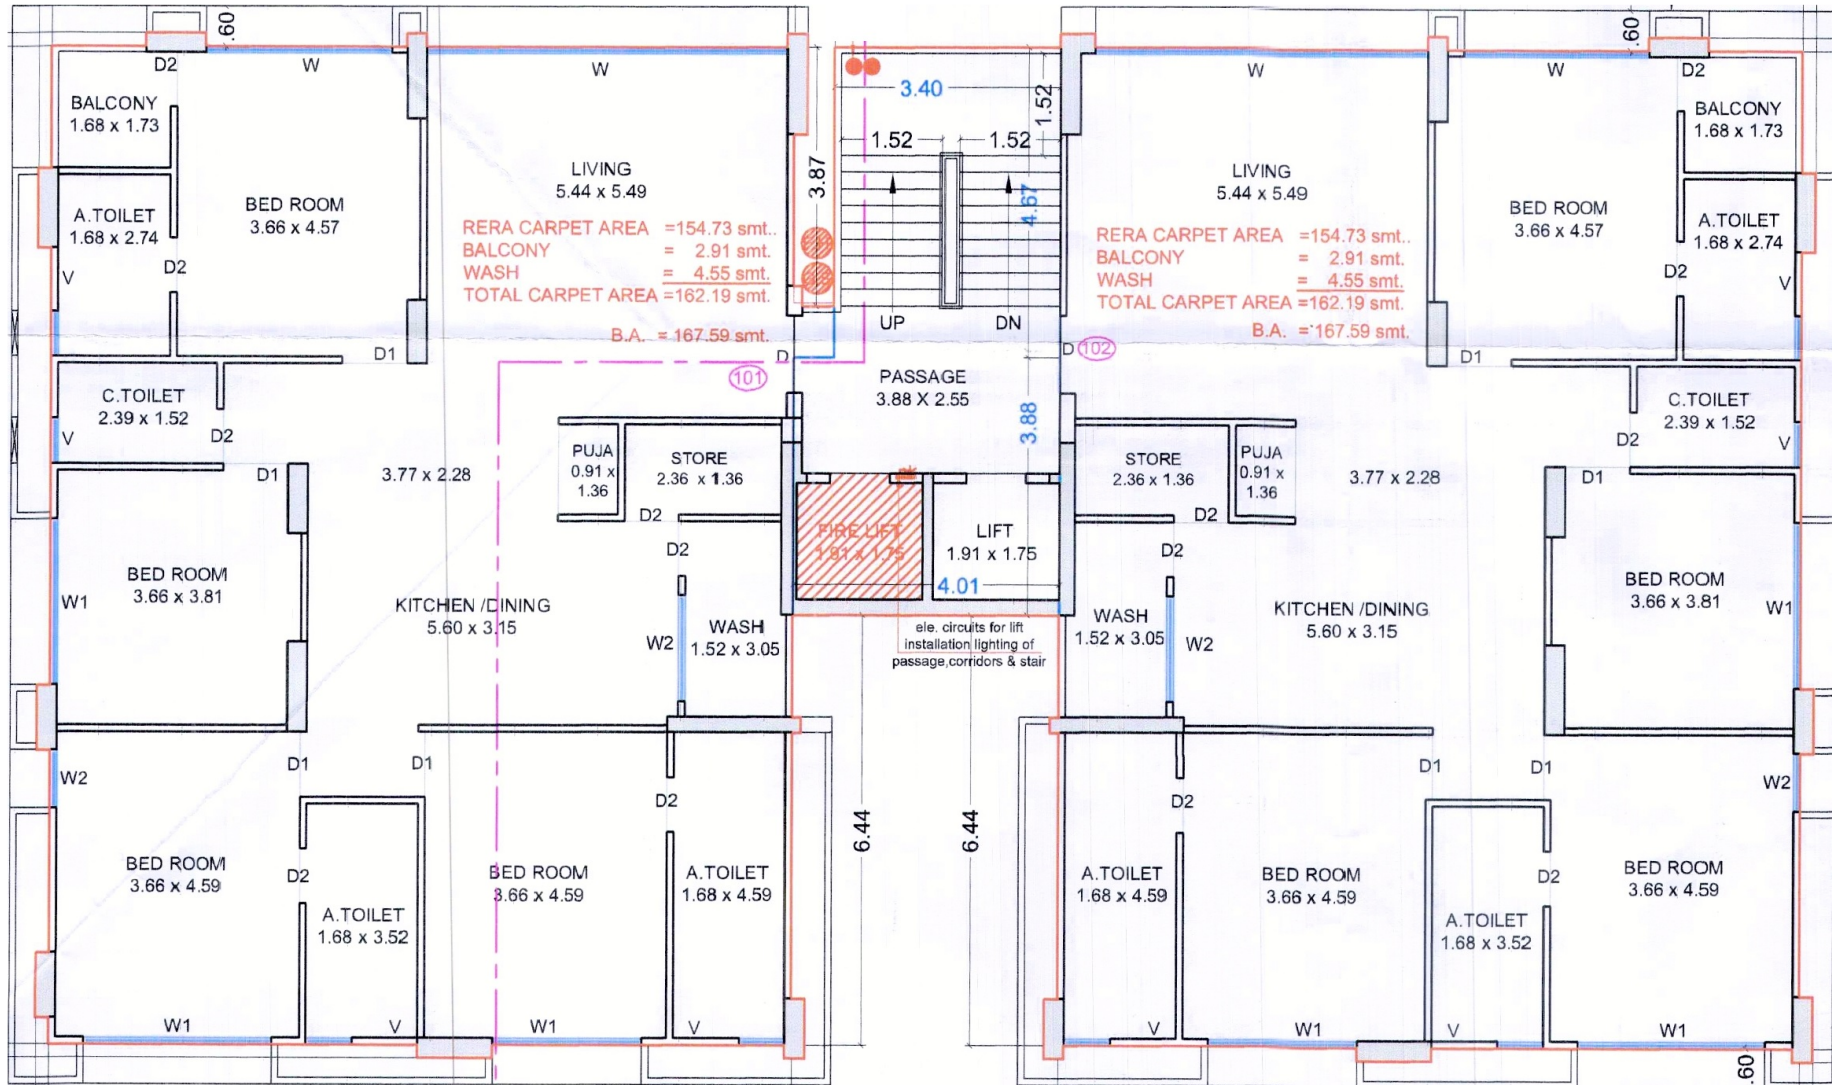 .60
.60
D2
W
W
W
W
D2
BALCONY
1.68 x 1.73
3.40
1.52
1.52
1.52
BALCONY
1.68 x 1.73
LIVING
5.44 x 5.49
3.87
4.67
LIVING
5.44 x 5.49
A.TOILET
1.68 x 2.74
BED ROOM
3.66 x 4.57
BED ROOM
3.66 x 4.57
A.TOILET
1.68 x 2.74
RERA CARPET AREA =154.73 smt..
BALCONY = 2.91 smt.
WASH = 4.55 smt.
TOTAL CARPET AREA =162.19 smt.
B.A. = 167.59 smt.
RERA CARPET AREA =154.73 smt..
BALCONY = 2.91 smt.
WASH = 4.55 smt.
TOTAL CARPET AREA =162.19 smt.
B.A. = 167.59 smt.
V
D2
D2
V
UP
DN
D1
D
D
102
D1
101
PASSAGE
3.88 X 2.55
C.TOILET
2.39 x 1.52
V
D2
3.88
C.TOILET
2.39 x 1.52
D2
V
D1
3.77 x 2.28
PUJA
0.91 x
1.36
STORE
2.36 x 1.36
STORE
2.36 x 1.36
PUJA
0.91 x
1.36
3.77 x 2.28
D1
D2
D2
D2
FIRE LIFT
1.91 x 1.75
LIFT
1.91 x 1.75
D2
4.01
BED ROOM
3.66 x 3.81
W1
KITCHEN /DINING
5.60 x 3.15
W2
WASH
1.52 x 3.05
ele. circuits for lift
installation lighting of
passage,corridors & stair
WASH
1.52 x 3.05
W2
KITCHEN /DINING
5.60 x 3.15
BED ROOM
3.66 x 3.81
W1
W2
D1
D1
D1
D1
W2
D2
6.44
6.44
D2
BED ROOM
3.66 x 4.59
D2
BED ROOM
3.66 x 4.59
A.TOILET
1.68 x 4.59
A.TOILET
1.68 x 4.59
BED ROOM
3.66 x 4.59
D2
BED ROOM
3.66 x 4.59
A.TOILET
1.68 x 3.52
A.TOILET
1.68 x 3.52
W1
V
W1
V
V
W1
V
W1
.60